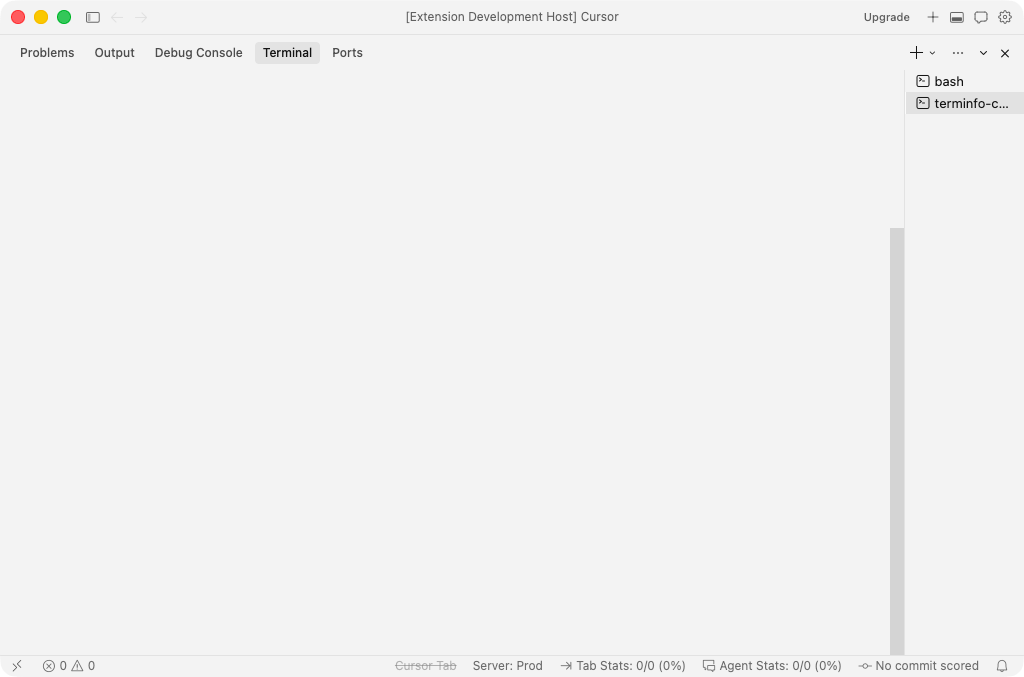 [Extension Development Host] Cursor
Upgrade
Problems Output Debug Console Terminal Ports
bash
terminfo-c...
0 0 Cursor Tab Server: Prod Tab Stats: 0/0 (0%) Agent Stats: 0/0 (0%) No commit scored